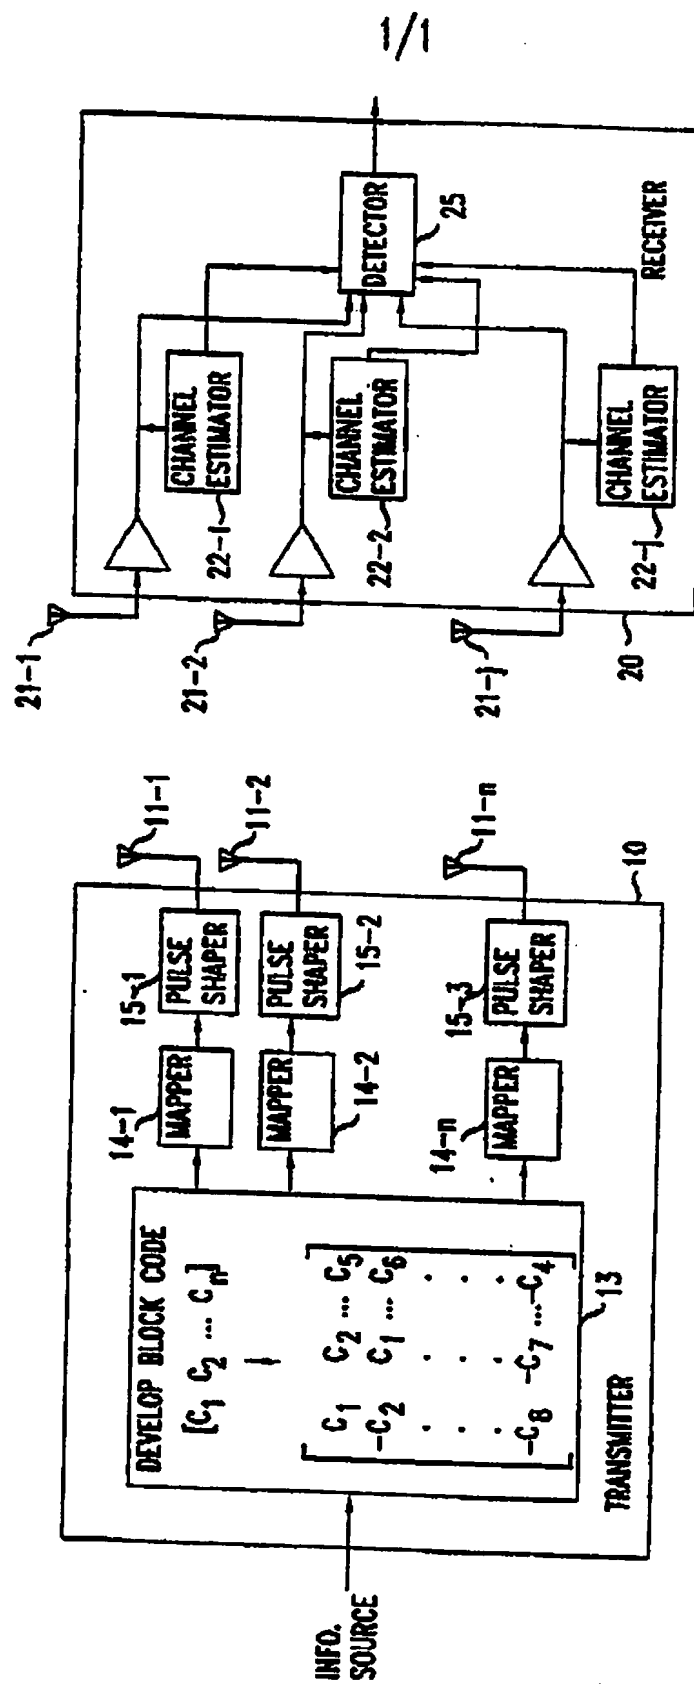 1/1
INFO.
SOURCE
DEVELOP BLOCK CODE
[C1 C2 ... Cn]
C1 C2 ... C5
-C2 C1 ... C6
. . .
. . .
. . .
-C8 -C7 ... -C4
13
TRANSMITTER
10
14-1
MAPPER
15-1
PULSE
SHAPER
11-1
MAPPER
14-2
PULSE
SHAPER
15-2
11-2
14-n
MAPPER
15-3
PULSE
SHAPER
11-n
21-1
CHANNEL
ESTIMATOR
22-1
21-2
CHANNEL
ESTIMATOR
22-2
21-j
CHANNEL
ESTIMATOR
22-j
20
DETECTOR
25
RECEIVER